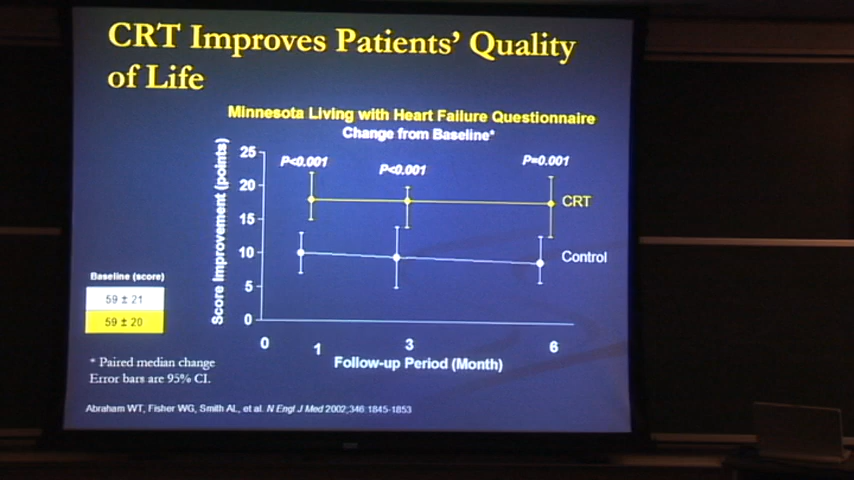 CRT Improves Patients' Quality
of Life
Minnesota Living with Heart Failure Questionnaire
Change from Baseline*
Score Improvement (points)
25
20
15
10
5
0
P<0.001
P<0.001
P=0.001
CRT
Control
0
1
3
6
Follow-up Period (Month)
Baseline (score)
59 ± 21
59 ± 20
* Paired median change
Error bars are 95% CI.
Abraham WT, Fisher WG, Smith AL, et al. N Engl J Med 2002;346:1845-1853